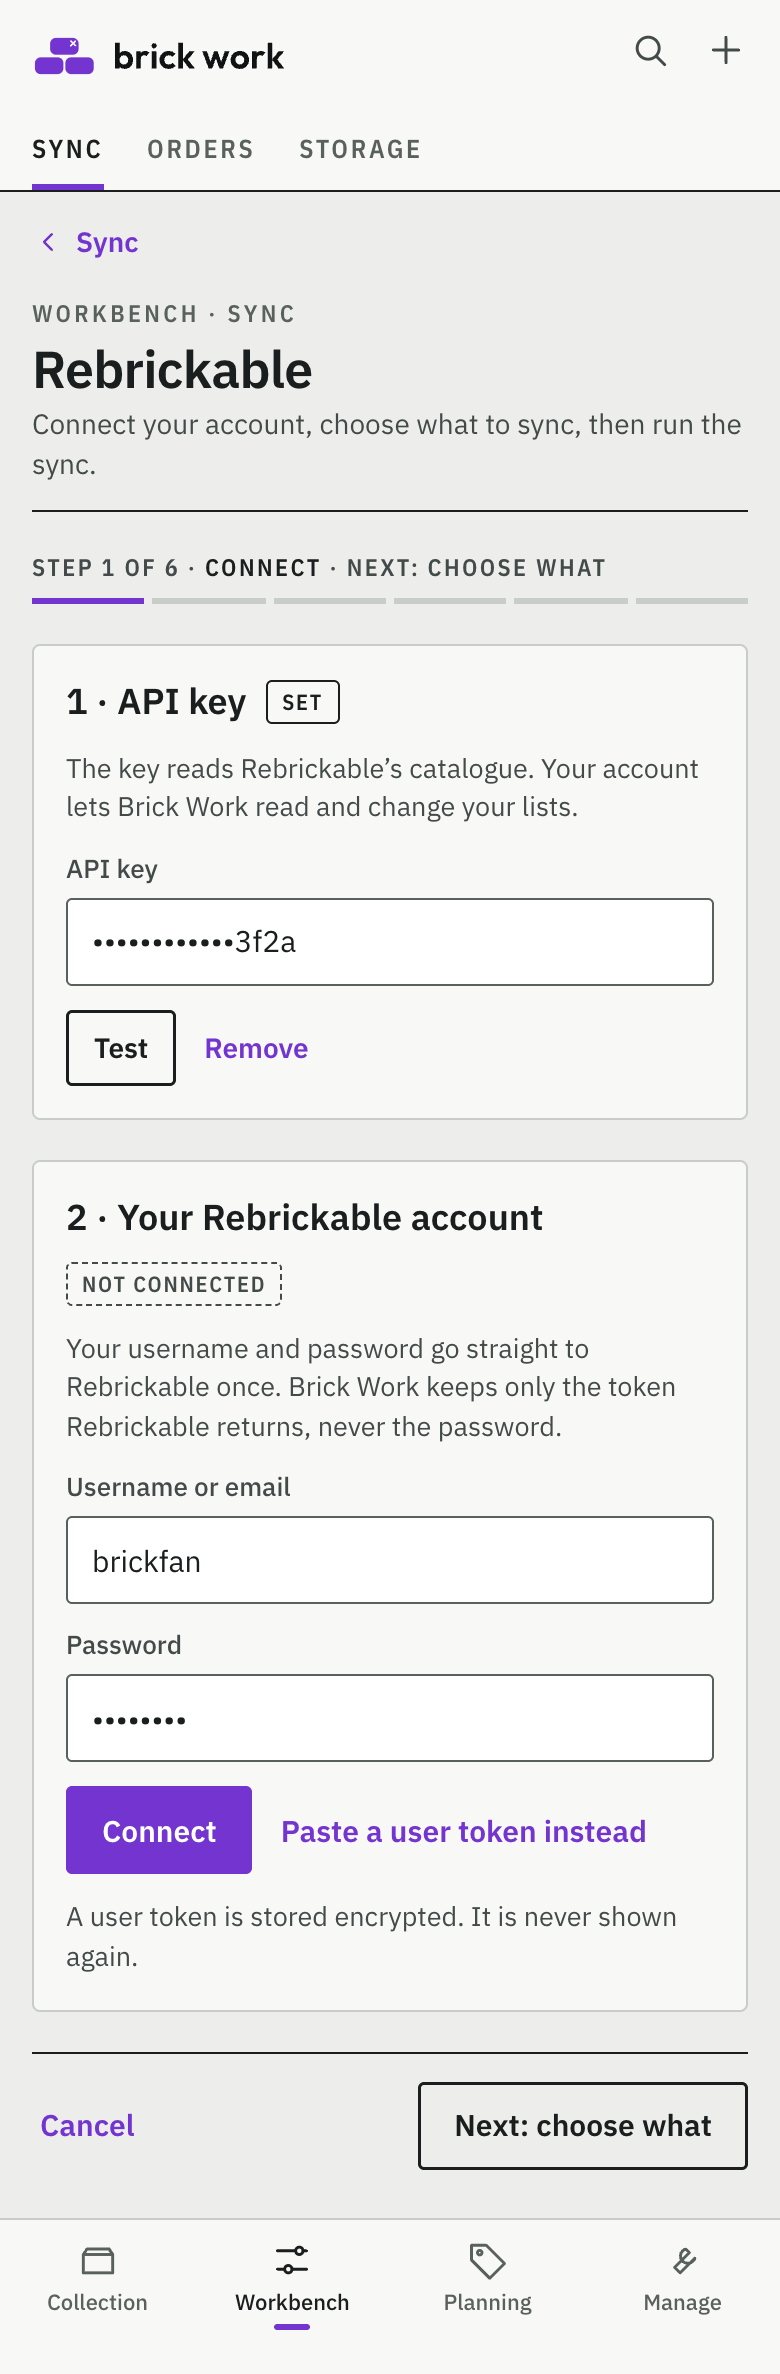 brick work
SYNC ORDERS STORAGE
Sync
WORKBENCH · SYNC
Rebrickable
Connect your account, choose what to sync, then run the
sync.
STEP 1 OF 6 · CONNECT · NEXT: CHOOSE WHAT
1 · API key SET
The key reads Rebrickable’s catalogue. Your account
lets Brick Work read and change your lists.
API key
••••••••••••3f2a
Test Remove
2 · Your Rebrickable account
NOT CONNECTED
Your username and password go straight to
Rebrickable once. Brick Work keeps only the token
Rebrickable returns, never the password.
Username or email
brickfan
Password
••••••••
Connect Paste a user token instead
A user token is stored encrypted. It is never shown
again.
Cancel Next: choose what
Collection Workbench Planning Manage